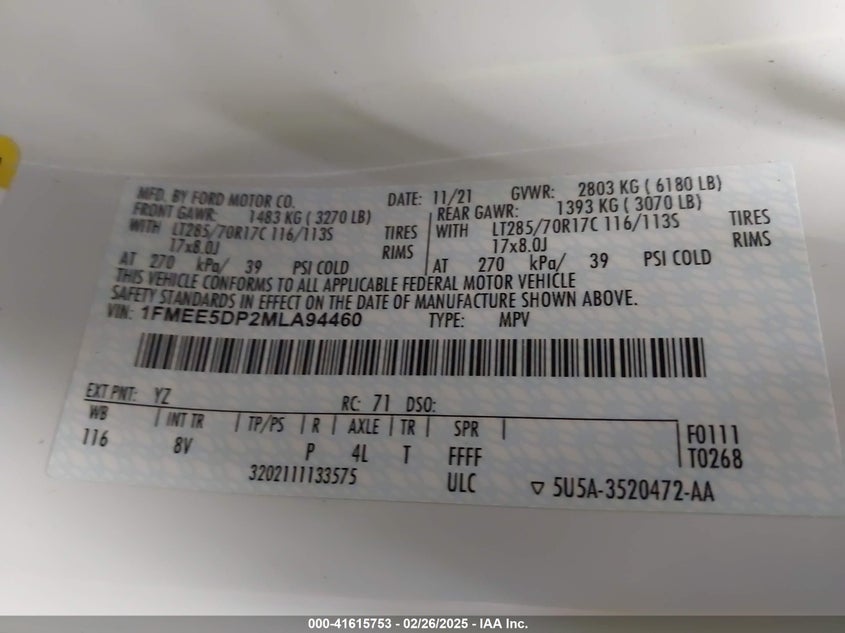 MFD. BY FORD MOTOR CO. DATE: 11/21 GVWR: 2803 KG ( 6180 LB)
FRONT GAWR: 1483 KG ( 3270 LB) REAR GAWR: 1393 KG ( 3070 LB)
WITH LT285/70R17C 116/113S TIRES WITH LT285/70R17C 116/113S TIRES
17x8.0J RIMS 17x8.0J RIMS
AT 270 kPa/ 39 PSI COLD AT 270 kPa/ 39 PSI COLD
THIS VEHICLE CONFORMS TO ALL APPLICABLE FEDERAL MOTOR VEHICLE
SAFETY STANDARDS IN EFFECT ON THE DATE OF MANUFACTURE SHOWN ABOVE.
VIN: 1FMEE5DP2MLA94460 TYPE: MPV
EXT PNT: YZ RC: 71 DSO:
WB INT TR TP/PS R AXLE TR SPR F0111
116 8V P 4L T FFFF T0268
3202111133575 ULC 5U5A-3520472-AA
000-41615753 - 02/26/2025 - IAA Inc.